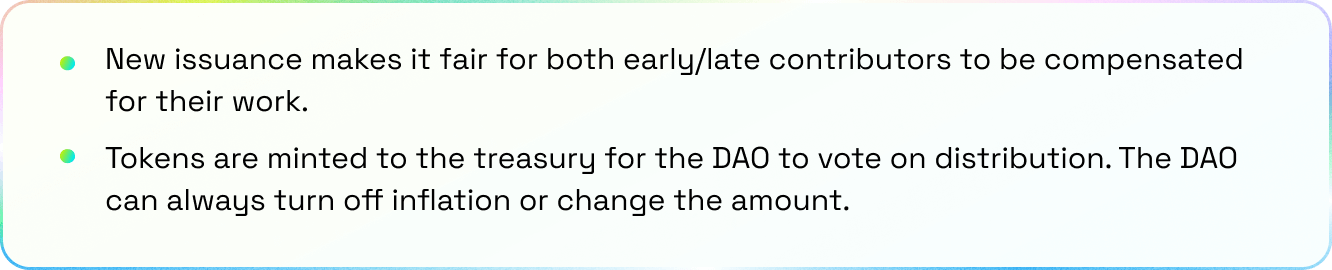 New issuance makes it fair for both early/late contributors to be compensated
for their work.
Tokens are minted to the treasury for the DAO to vote on distribution. The DAO
can always turn off inflation or change the amount.